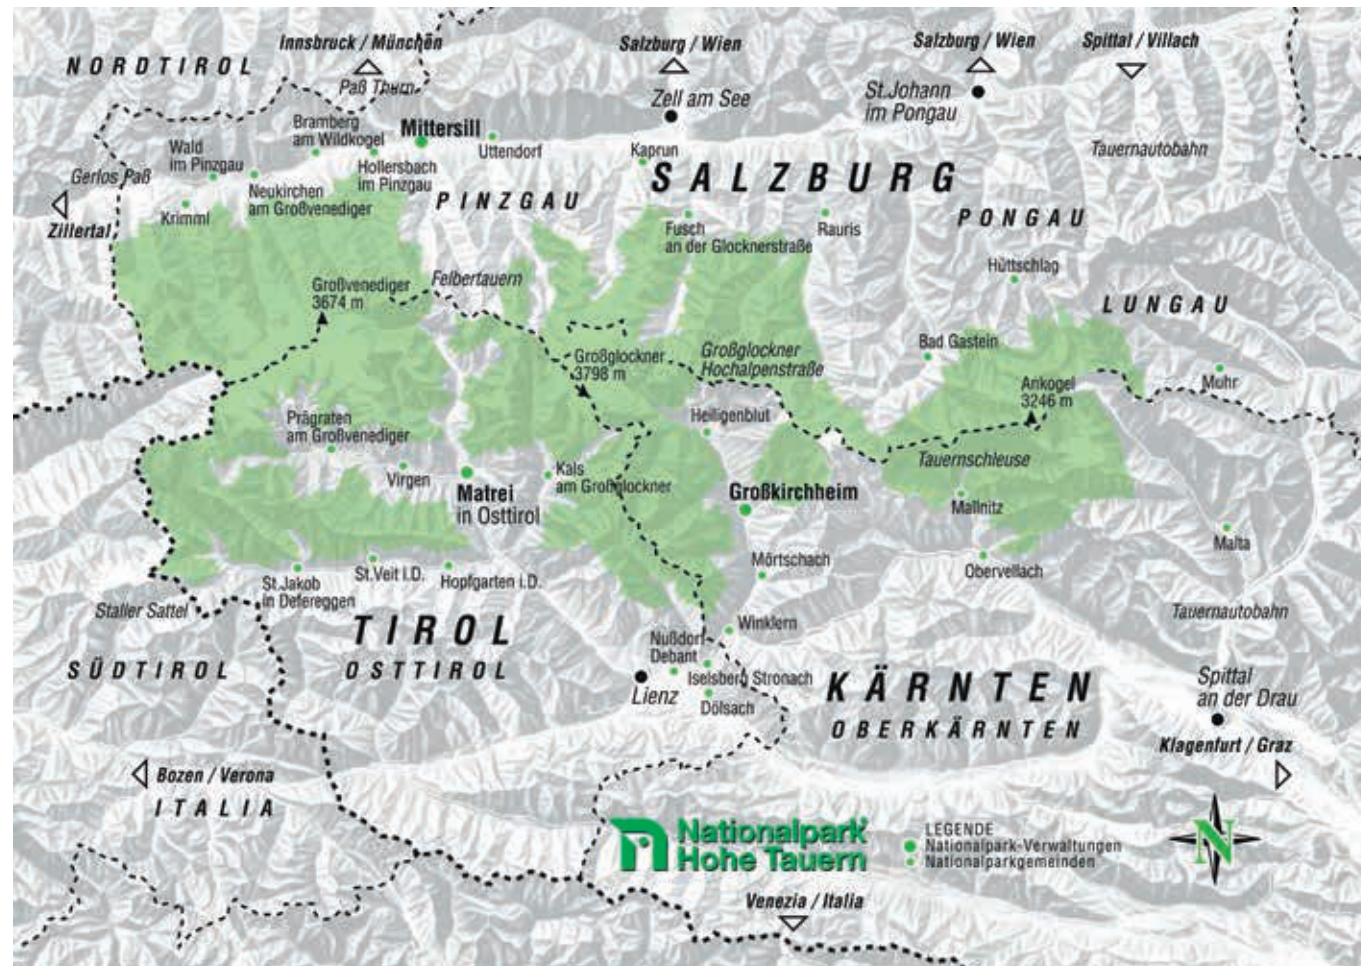 Innsbruck / München
Salzburg / Wien
Salzburg / Wien
Spittal / Villach
NORDTIROL
Paß Thurn
Zell am See
St.Johann
im Pongau
Bramberg
am Wildkogel
Mittersill
Uttendorf
Kaprun
Tauernautobahn
Wald
im Pinzgau
Hollersbach
im Pinzgau
Gerlos Paß
Neukirchen
am Großvenediger
PINZGAU
SALZBURG
Zillertal
Krimml
Fusch
an der Glocknerstraße
Rauris
PONGAU
Hüttschlag
Felbertauern
Großvenediger
3674 m
LUNGAU
Großglockner
3798 m
Großglockner
Hochalpenstraße
Bad Gastein
Ankogel
3246 m
Muhr
Prägraten
am Großvenediger
Heiligenblut
Virgen
Matrei
in Osttirol
Kals
am Großglockner
Tauernschleuse
Großkirchheim
Mallnitz
Malta
St.Jakob
in Defereggen
St.Veit i.D.
Hopfgarten i.D.
Mörtschach
Obervellach
Staller Sattel
Tauernautobahn
TIROL
OSTTIROL
SÜDTIROL
Winklern
Nußdorf
Debant
Iselsberg Stronach
Lienz
Dölsach
KÄRNTEN
OBERKÄRNTEN
Spittal
an der Drau
Klagenfurt / Graz
Bozen / Verona
ITALIA
Nationalpark
Hohe Tauern
LEGENDE
Nationalpark-Verwaltungen
Nationalparkgemeinden
N
Venezia / Italia